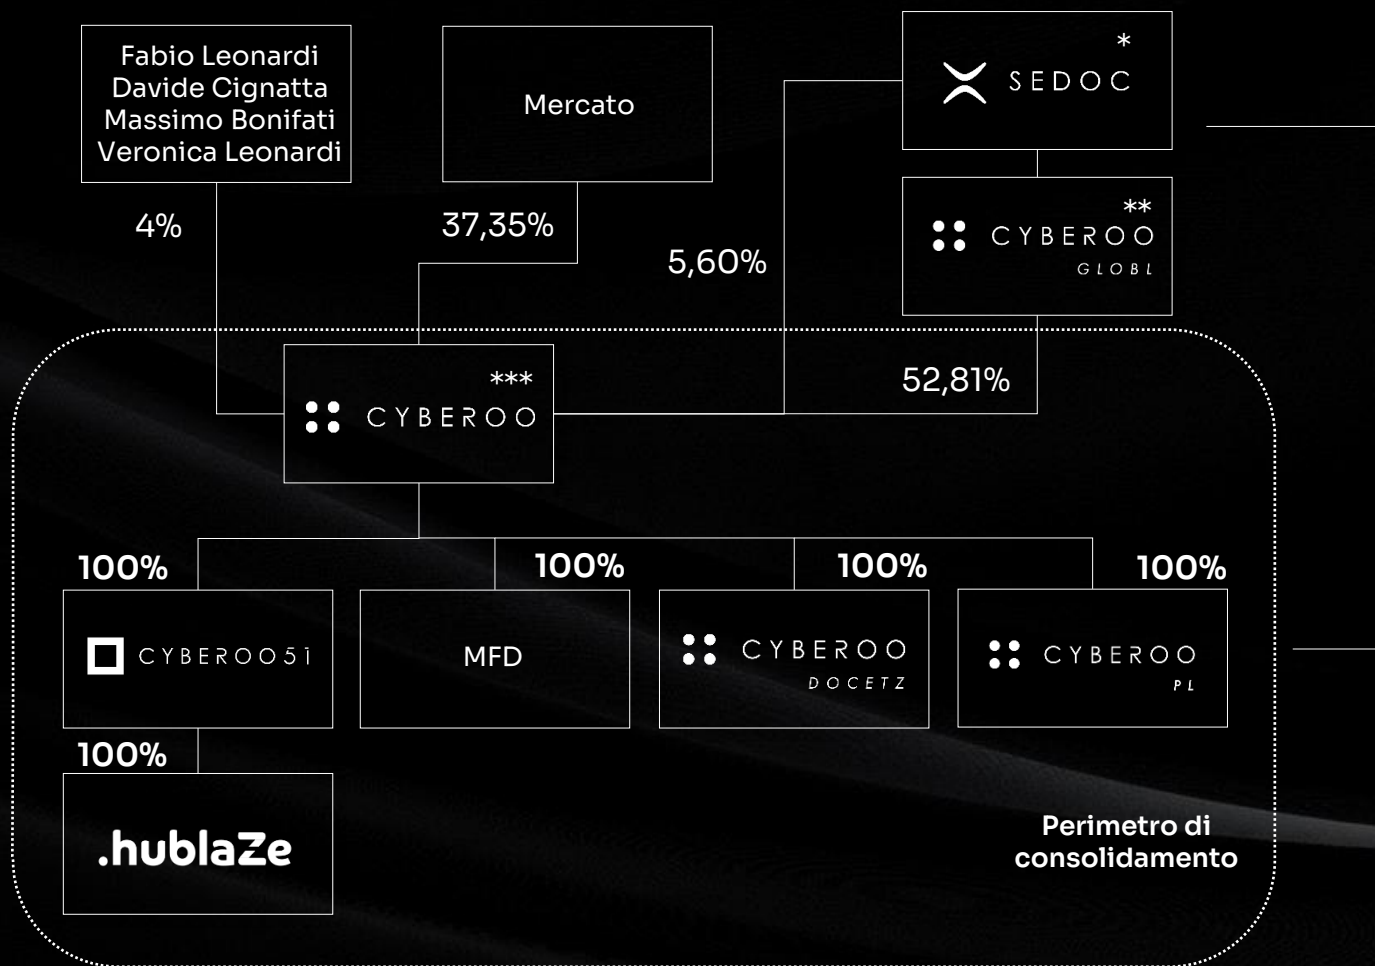 Fabio Leonardi
Davide Cignatta
Massimo Bonifati
Veronica Leonardi
Mercato
*
SEDOC
**
CYBEROO
GLOBL
4%
37,35%
5,60%
52,81%
***
CYBEROO
100%
100%
100%
100%
CYBEROO51
MFD
CYBEROO
DOCETZ
CYBEROO
PL
100%
.hublaze
Perimetro di
consolidamento